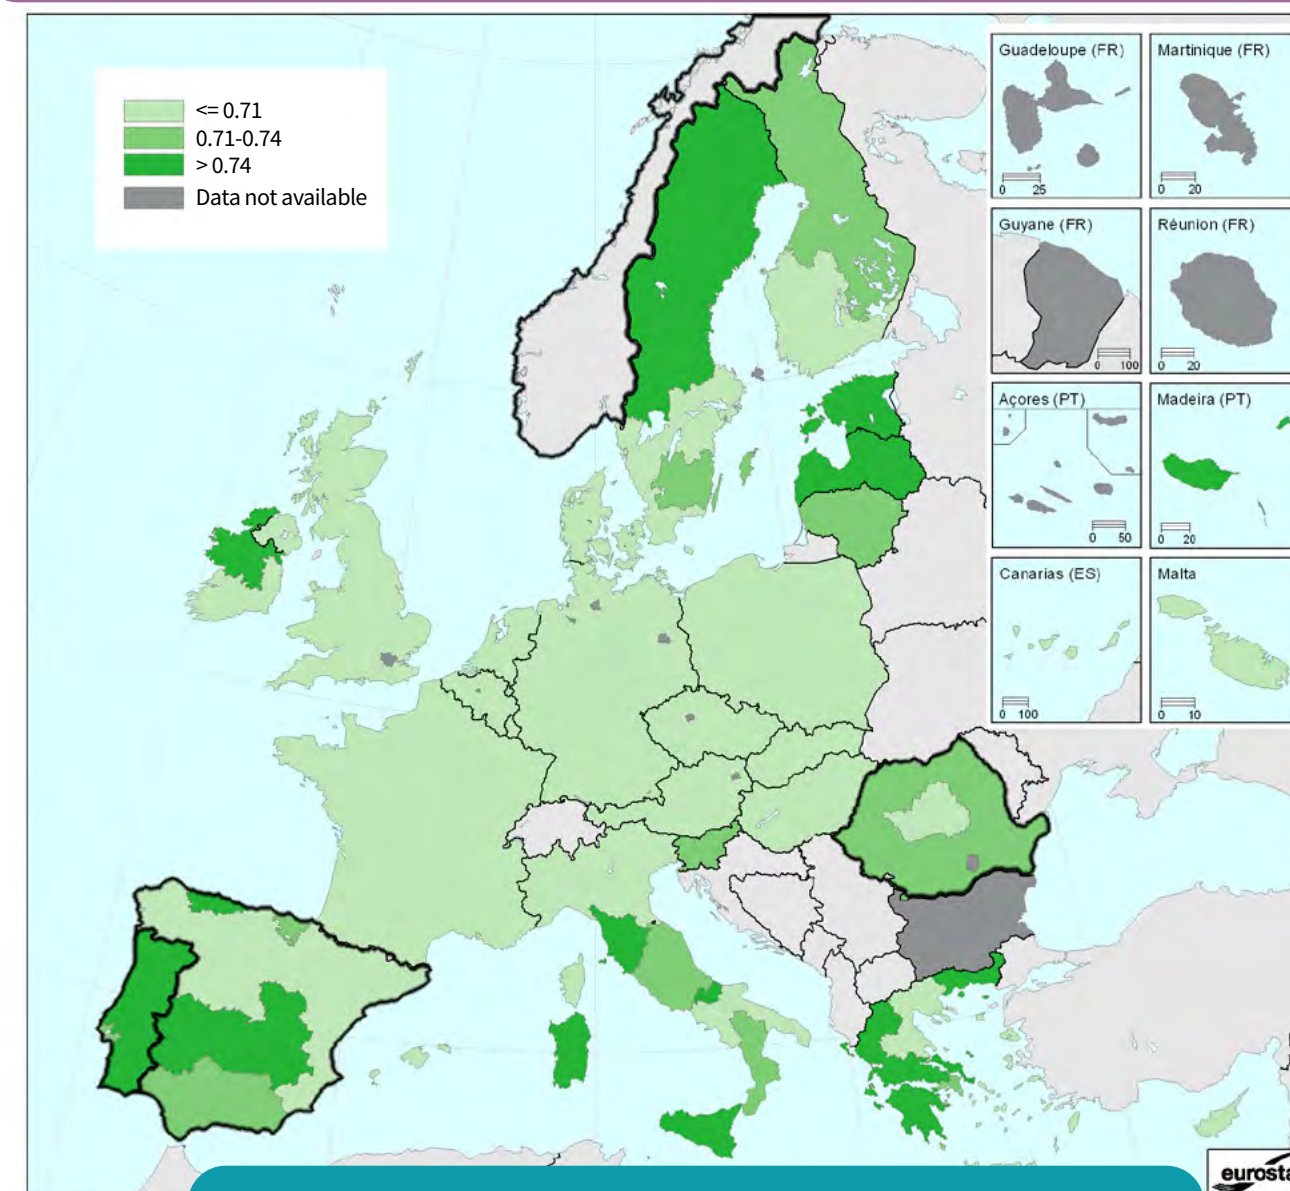 <= 0.71
0.71-0.74
> 0.74
Data not available
Guadeloupe (FR)
0 25
Martinique (FR)
0 20
Guyane (FR)
0 100
Réunion (FR)
0 20
Açores (PT)
0 50
Madeira (PT)
0 20
Canarias (ES)
0 100
Malta
0 10
eurosta